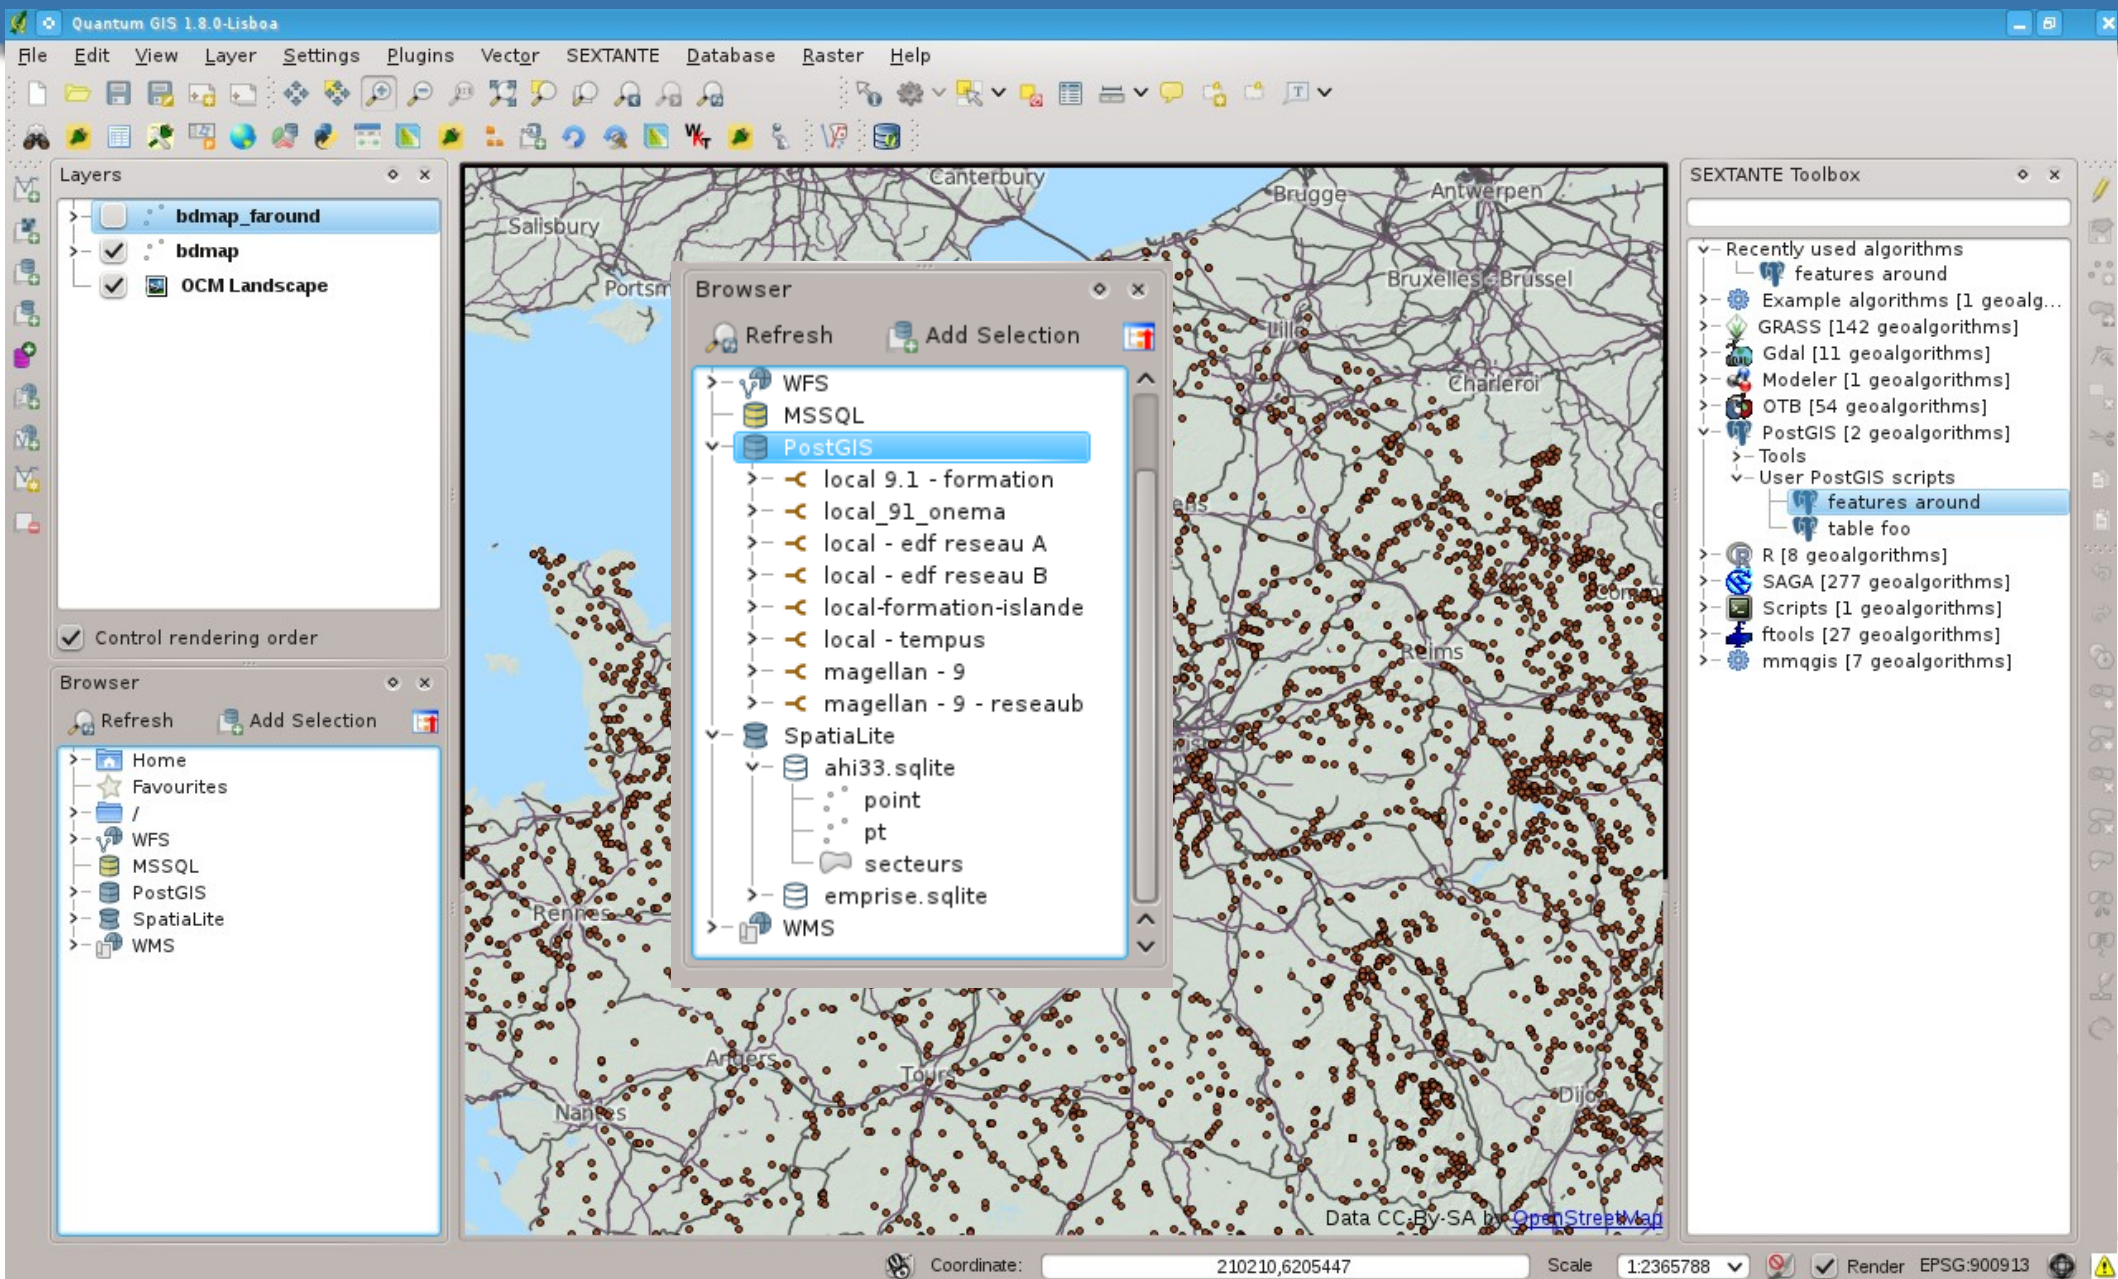 Quantum GIS 1.8.0-Lisboa
File Edit View Layer Settings Plugins Vector SEXTANTE Database Raster Help
Layers
bdmap_faround
bdmap
OCM Landscape
Control rendering order
Browser
Refresh Add Selection
Home
Favourites
/
WFS
MSSQL
PostGIS
SpatiaLite
WMS
Canterbury
Salisbury
Brugge
Antwerpen
Portsm
Bruxelles - Brussel
Lille
Charleroi
Reims
Rennes
Angers
Tours
Nantes
Dijon
Data CC-By-SA by OpenStreetMap
Browser
Refresh Add Selection
WFS
MSSQL
PostGIS
local 9.1 - formation
local_91_onema
local - edf reseau A
local - edf reseau B
local-formation-islande
local - tempus
magellan - 9
magellan - 9 - reseaub
SpatiaLite
ahi33.sqlite
point
pt
secteurs
emprise.sqlite
WMS
SEXTANTE Toolbox
Recently used algorithms
features around
Example algorithms [1 geoalg...
GRASS [142 geoalgorithms]
Gdal [11 geoalgorithms]
Modeler [1 geoalgorithms]
OTB [54 geoalgorithms]
PostGIS [2 geoalgorithms]
Tools
User PostGIS scripts
features around
table foo
R [8 geoalgorithms]
SAGA [277 geoalgorithms]
Scripts [1 geoalgorithms]
ftools [27 geoalgorithms]
mmqgis [7 geoalgorithms]
Coordinate: 210210,6205447 Scale 1:2365788 Render EPSG:900913